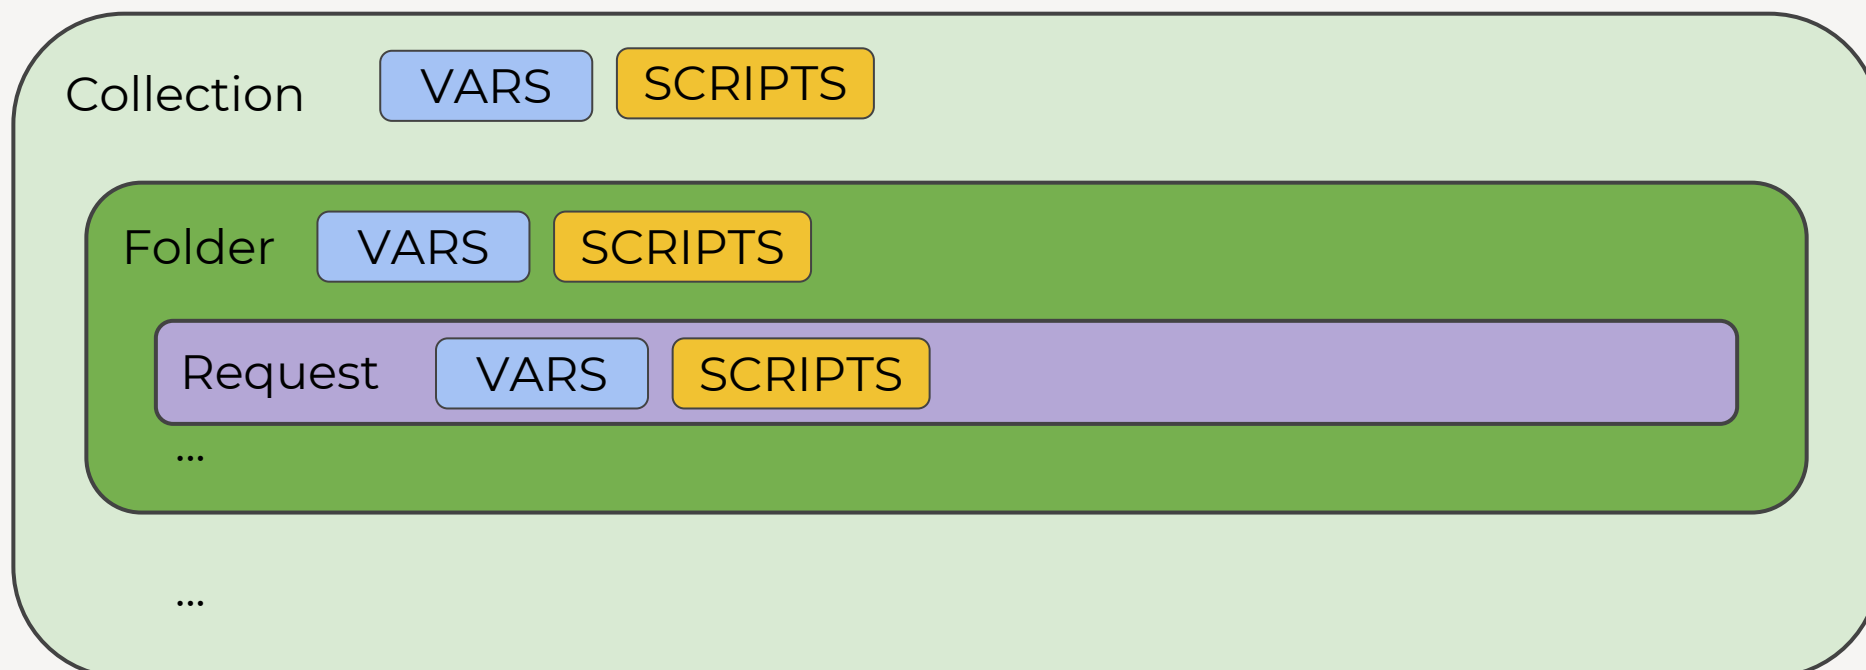 Collection VARS SCRIPTS
Folder VARS SCRIPTS
Request VARS SCRIPTS
...
...